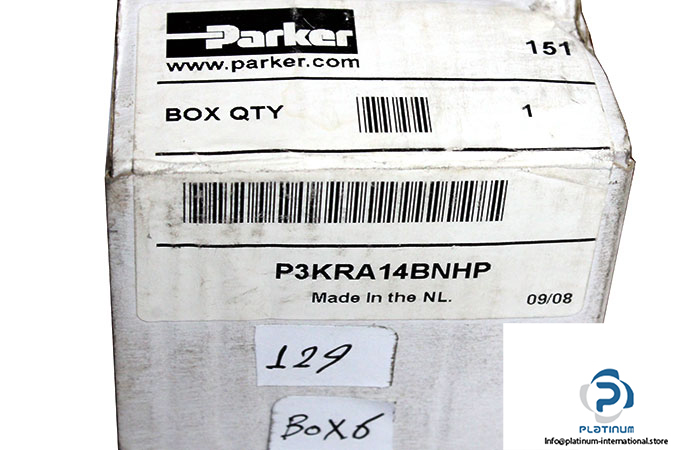 Parker
www.parker.com
151
BOX QTY
1
P3KRA14BNHP
Made In the NL.
09/08
129
BOX6
PLATINUM
Info@platinum-international.store